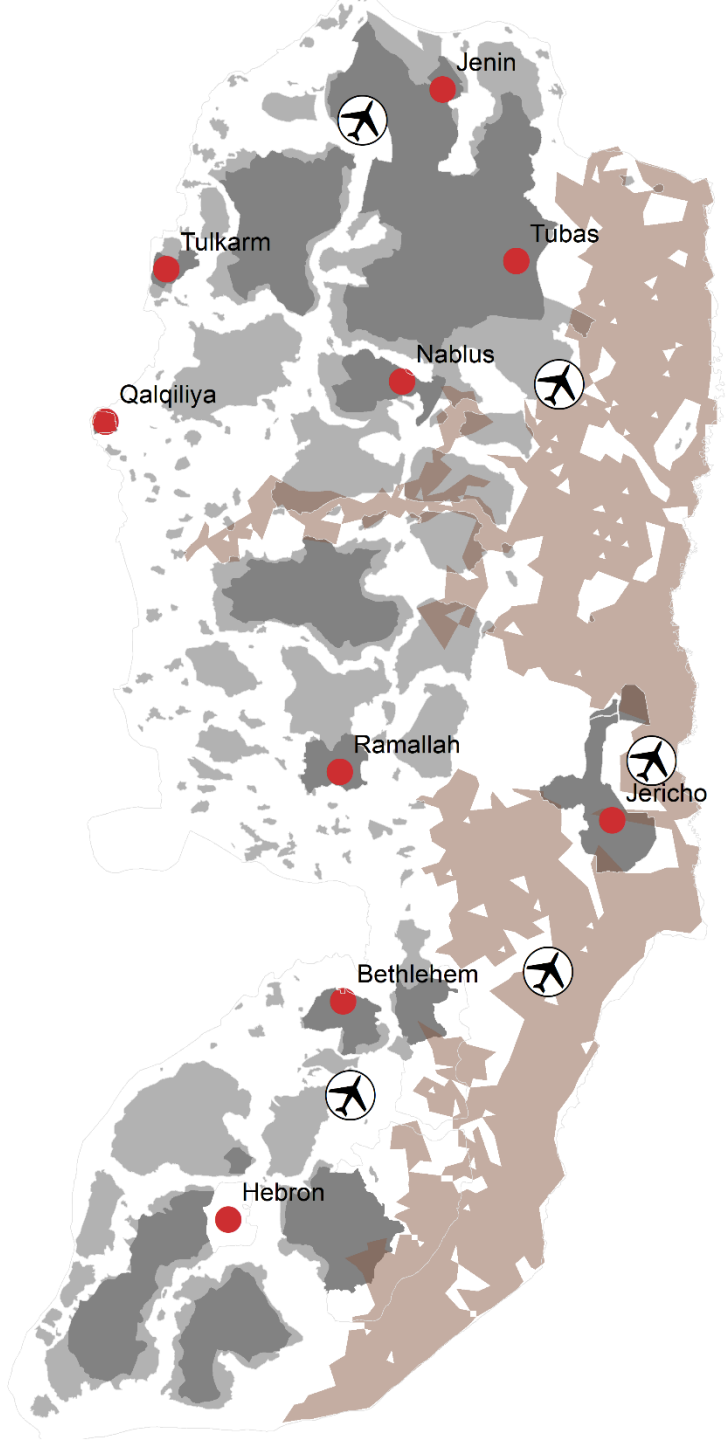 Jenin
Tubas
Tulkarm
Nablus
Qalqiliya
Ramallah
Jericho
Bethlehem
Hebron